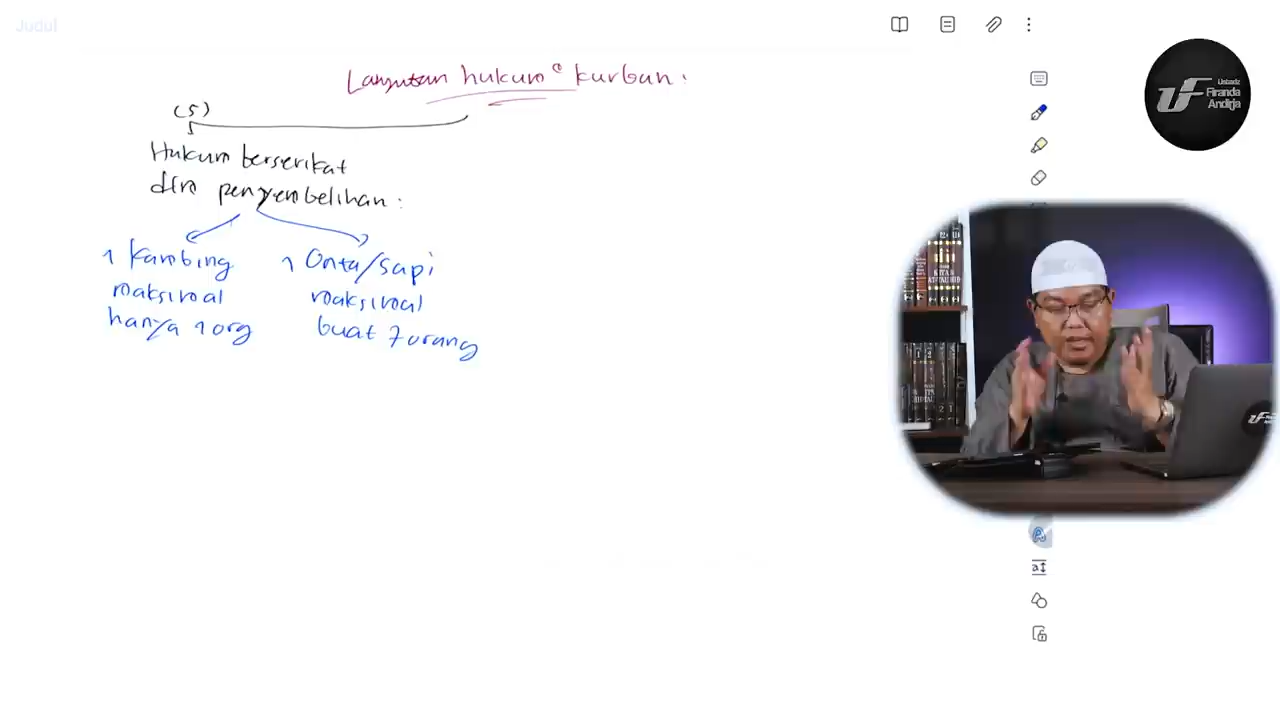 Judul
Lanjutan hukum² kurban :
(5)
Hukum berserikat
dlm penyembelihan :
1 Kambing
maksimal
hanya 1 org
1 Onta/sapi
maksimal
buat 7 orang
Ustadz
Firanda
Andirja